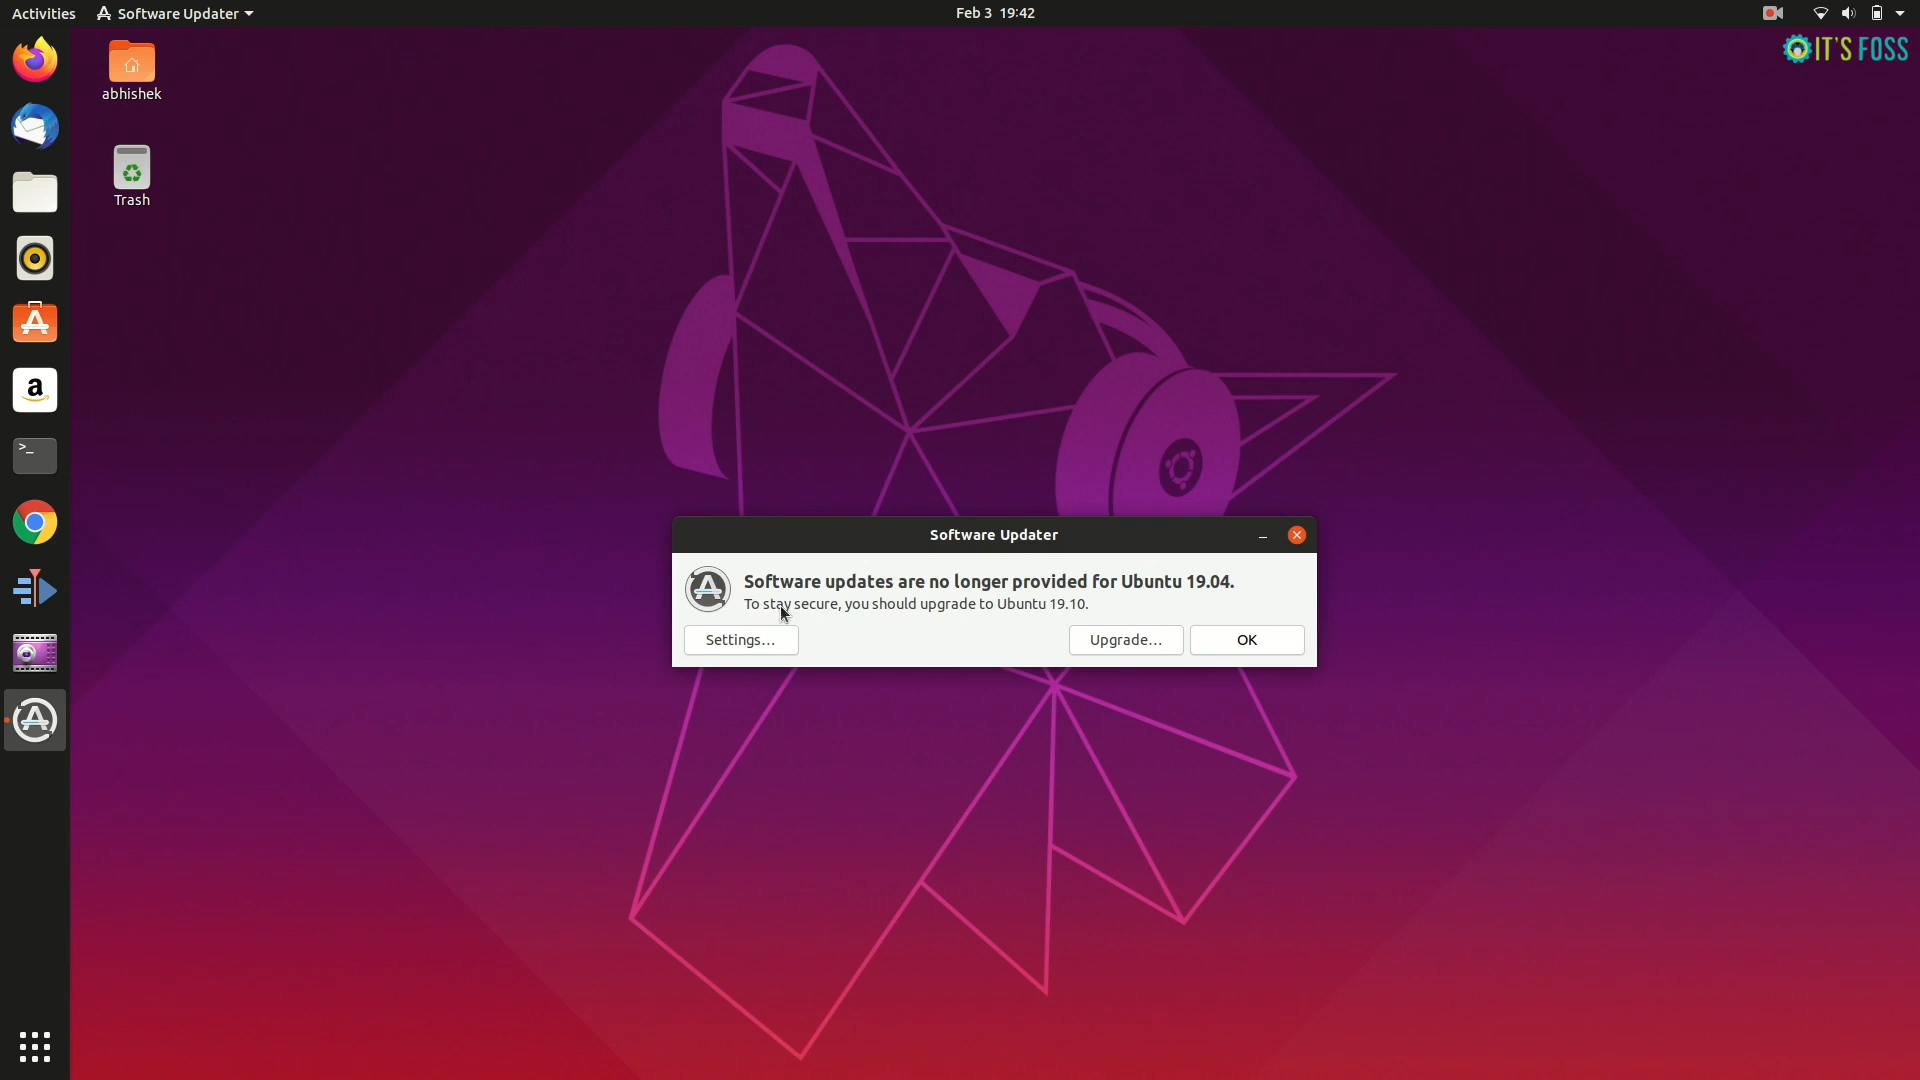 Activities
Software Updater
Feb 3 19:42
IT'S FOSS
abhishek
Trash
a
>_
Software Updater
Software updates are no longer provided for Ubuntu 19.04.
To stay secure, you should upgrade to Ubuntu 19.10.
Settings...
Upgrade...
OK